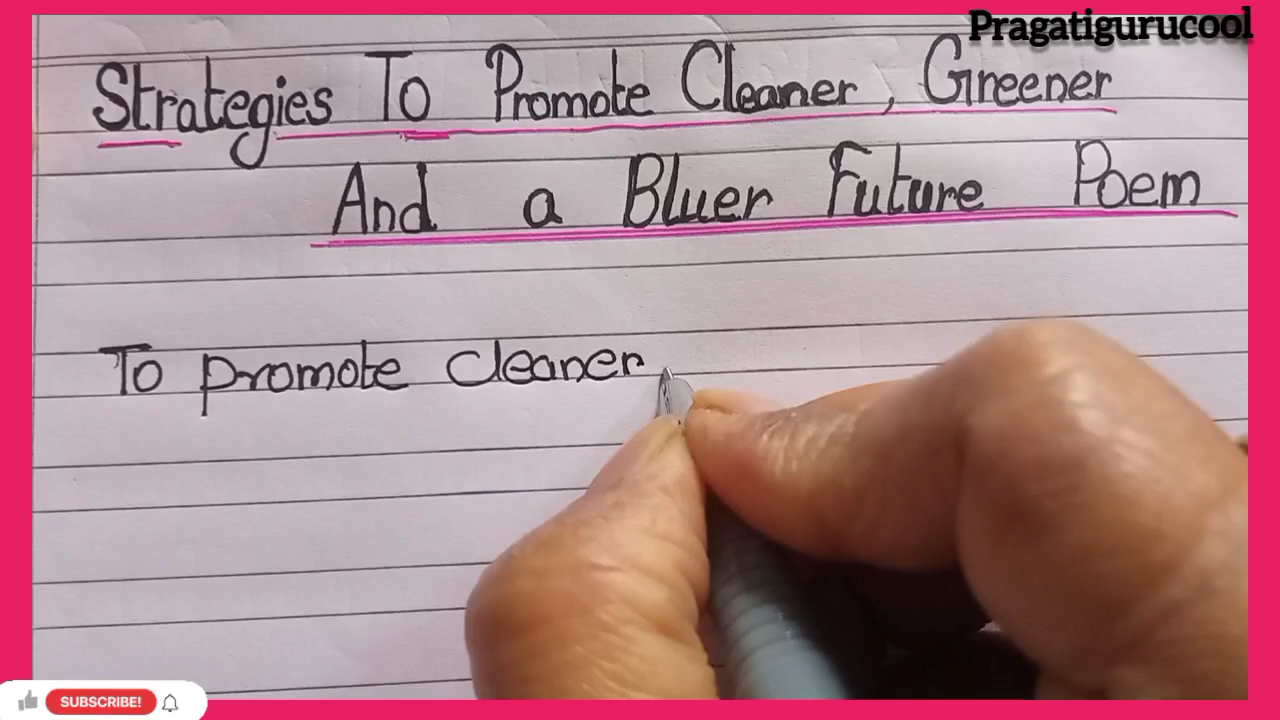 Pragatigurucool
Strategies To Promote Cleaner, Greener
And a Bluer Future Poem
To promote cleaner
SUBSCRIBE!